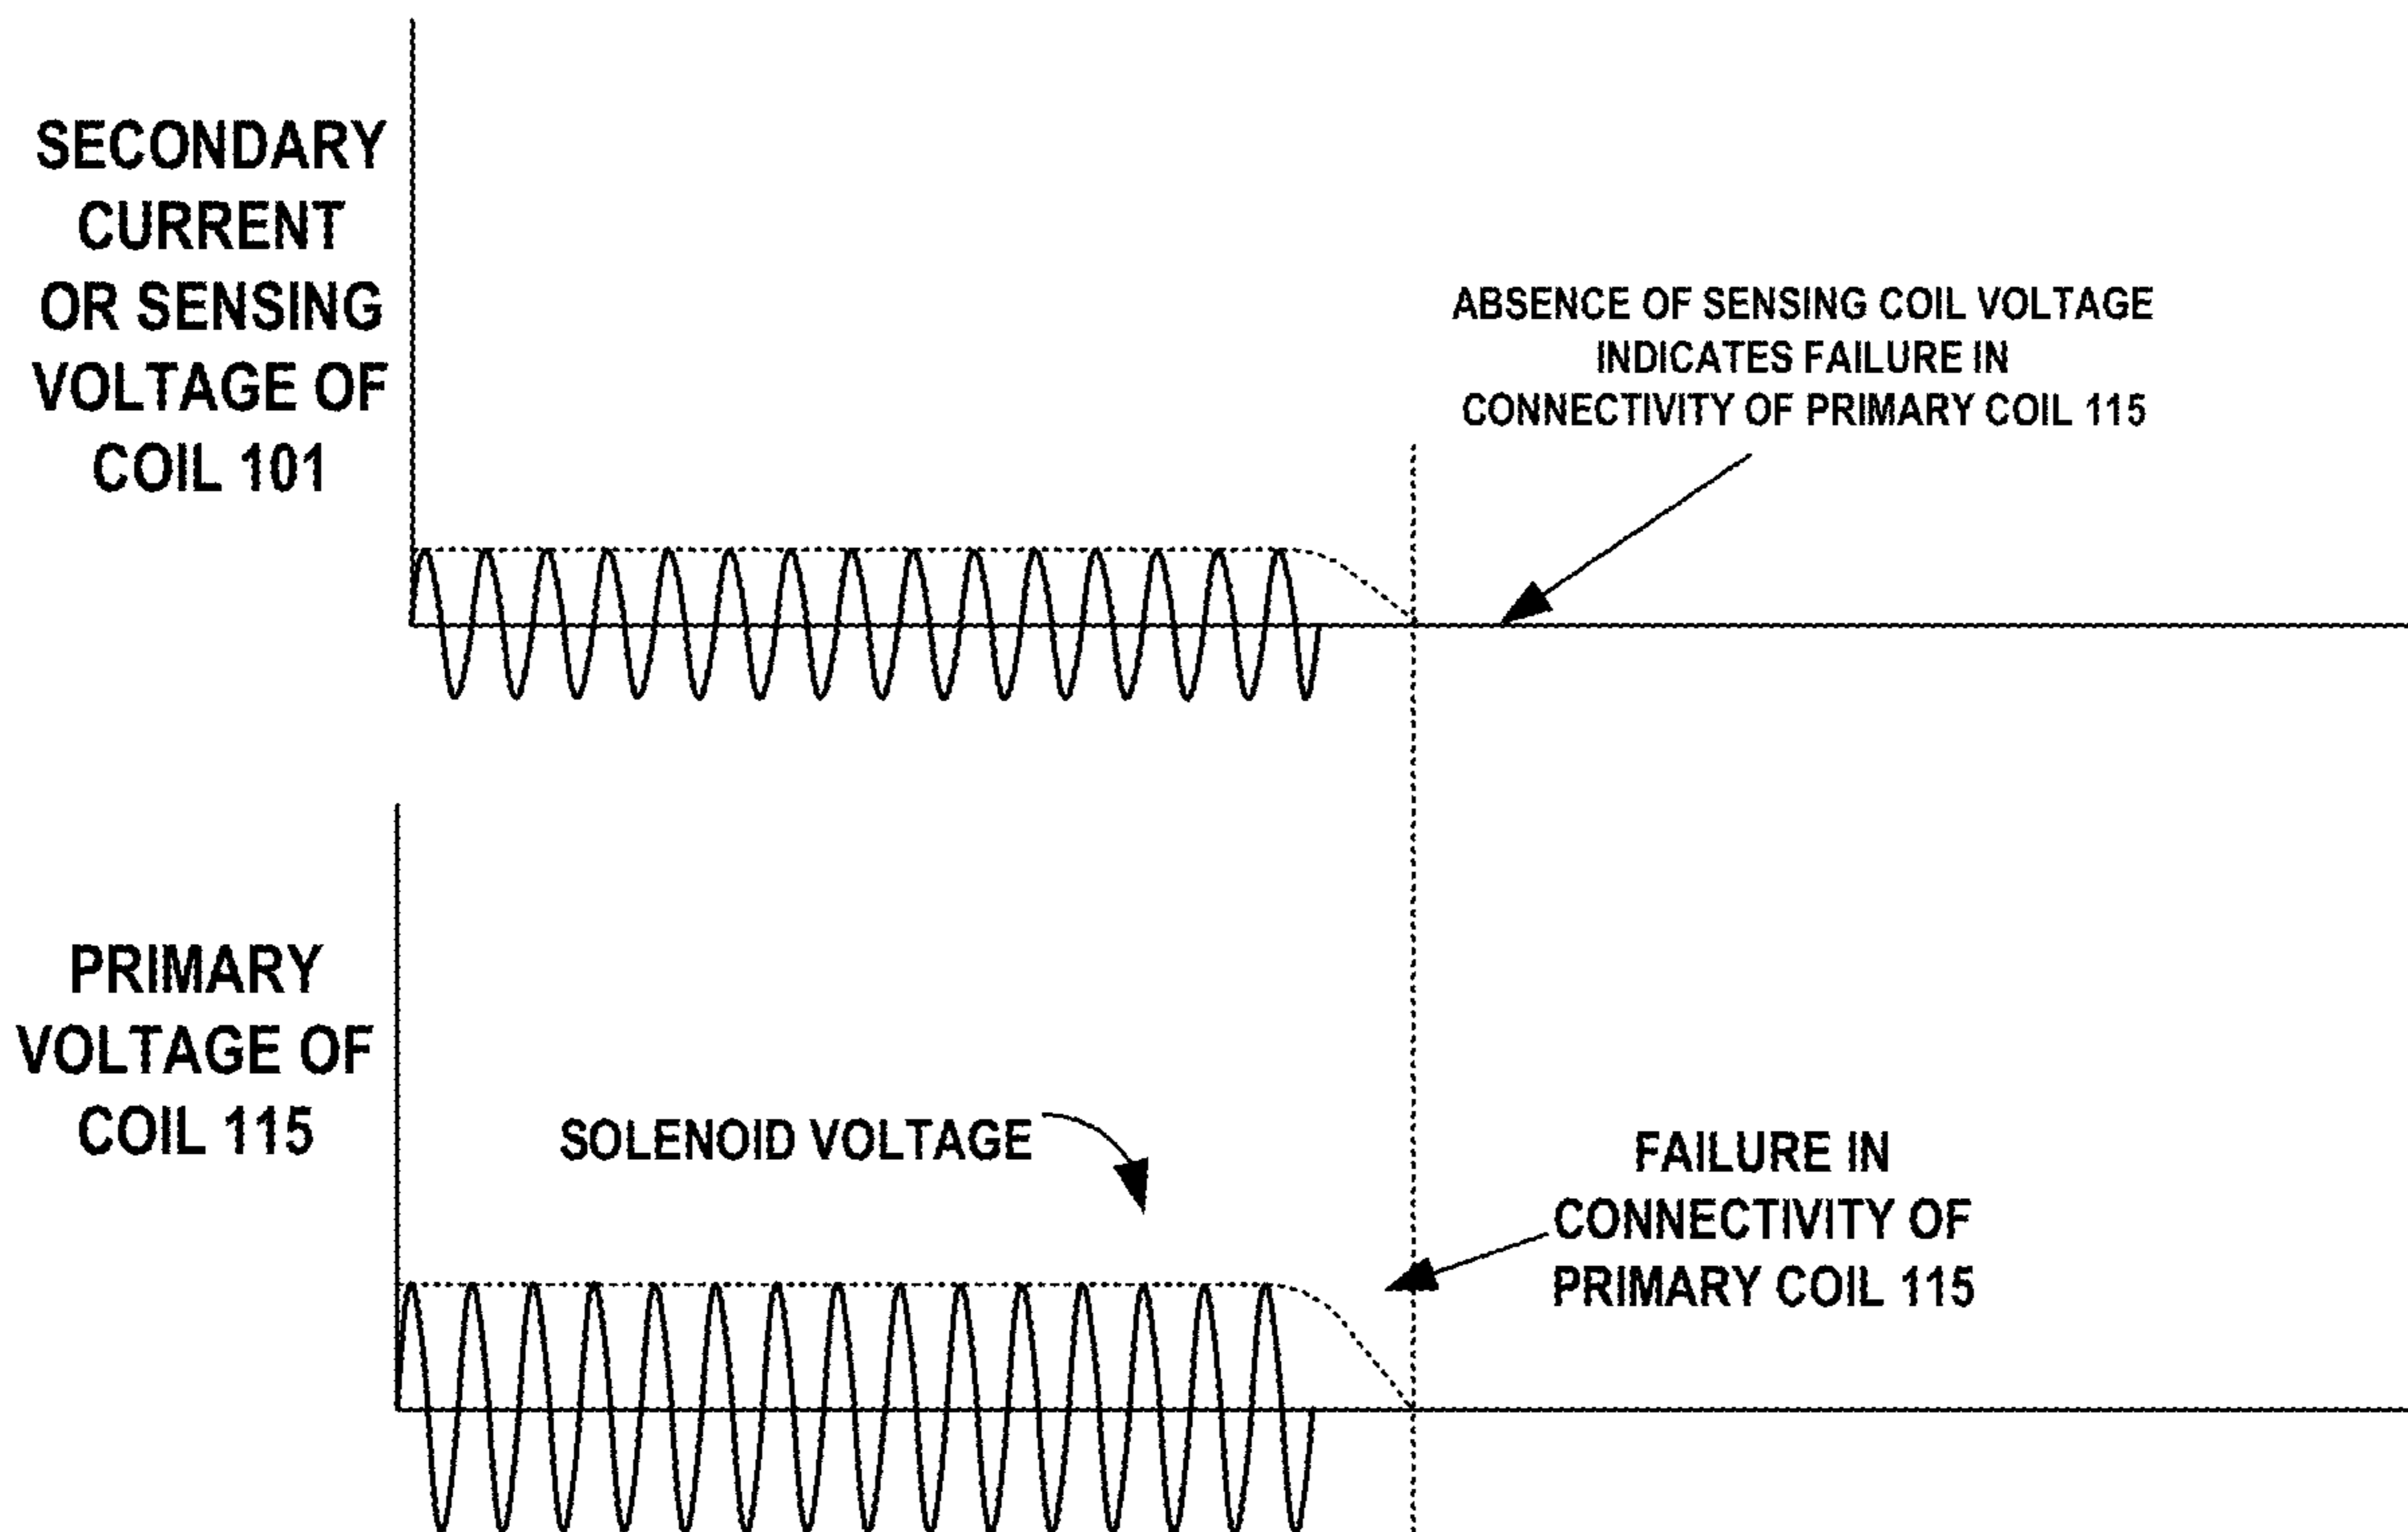 SECONDARY
CURRENT
OR SENSING
VOLTAGE OF
COIL 101
ABSENCE OF SENSING COIL VOLTAGE
INDICATES FAILURE IN
CONNECTIVITY OF PRIMARY COIL 115
PRIMARY
VOLTAGE OF
COIL 115
SOLENOID VOLTAGE
FAILURE IN
CONNECTIVITY OF
PRIMARY COIL 115